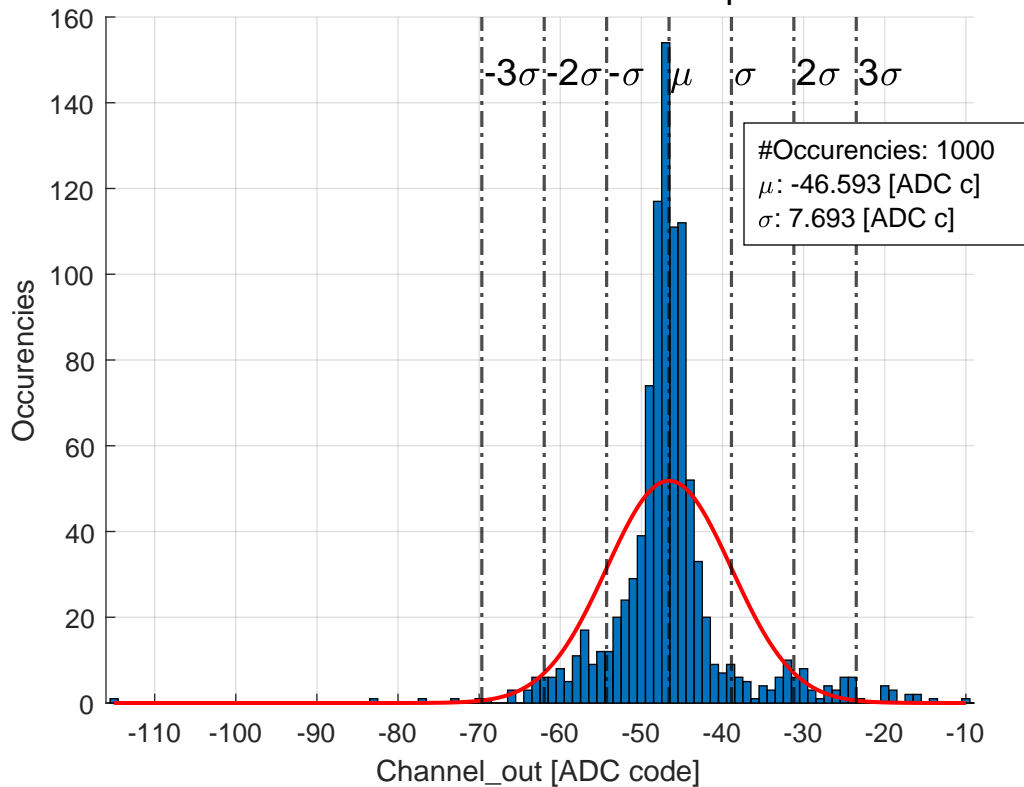 160
140
120
100
80
60
40
20
0
Occurencies
-3σ -2σ -σ μ σ 2σ 3σ
#Occurencies: 1000
μ: -46.593 [ADC c]
σ: 7.693 [ADC c]
-110 -100 -90 -80 -70 -60 -50 -40 -30 -20 -10
Channel_out [ADC code]